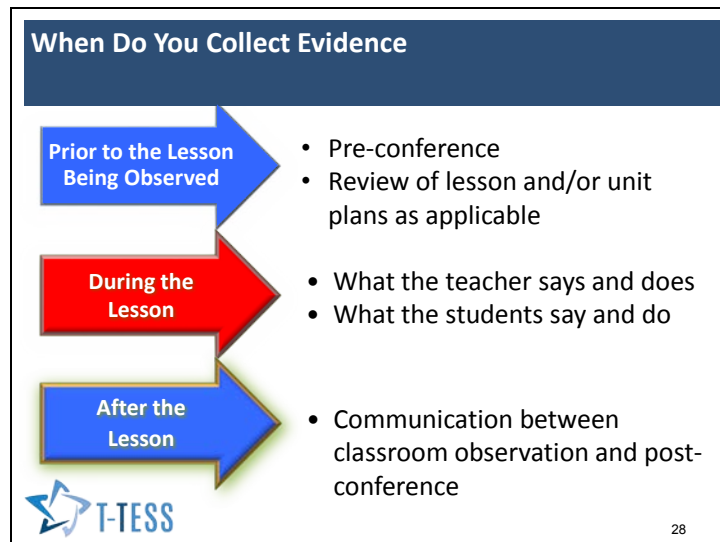 When Do You Collect Evidence
Prior to the Lesson
Being Observed
• Pre-conference
• Review of lesson and/or unit
plans as applicable
During the
Lesson
• What the teacher says and does
• What the students say and do
After the
Lesson
• Communication between
classroom observation and post-
conference
T-TESS
28